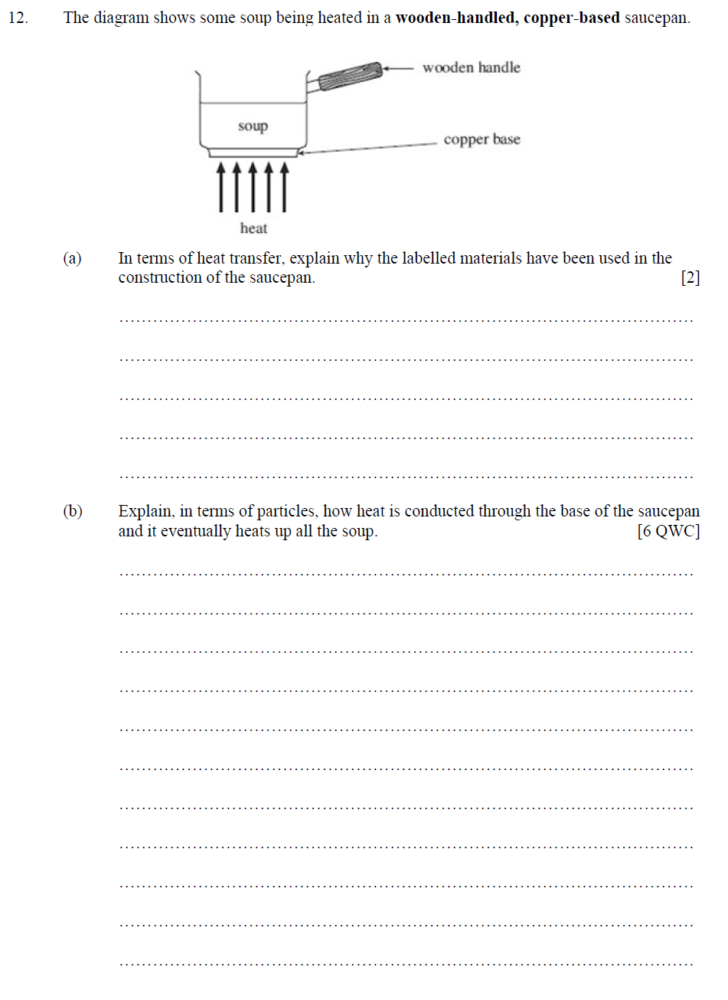 12. The diagram shows some soup being heated in a wooden-handled, copper-based saucepan.
wooden handle
soup
copper base
heat
(a) In terms of heat transfer, explain why the labelled materials have been used in the
construction of the saucepan. [2]
(b) Explain, in terms of particles, how heat is conducted through the base of the saucepan
and it eventually heats up all the soup. [6 QWC]